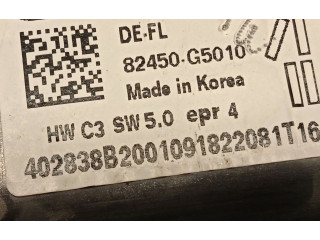 DE-FL
82450-G5010
Made in Korea
HW C3 SW 5.0 epr 4
402838B2001091822081T16